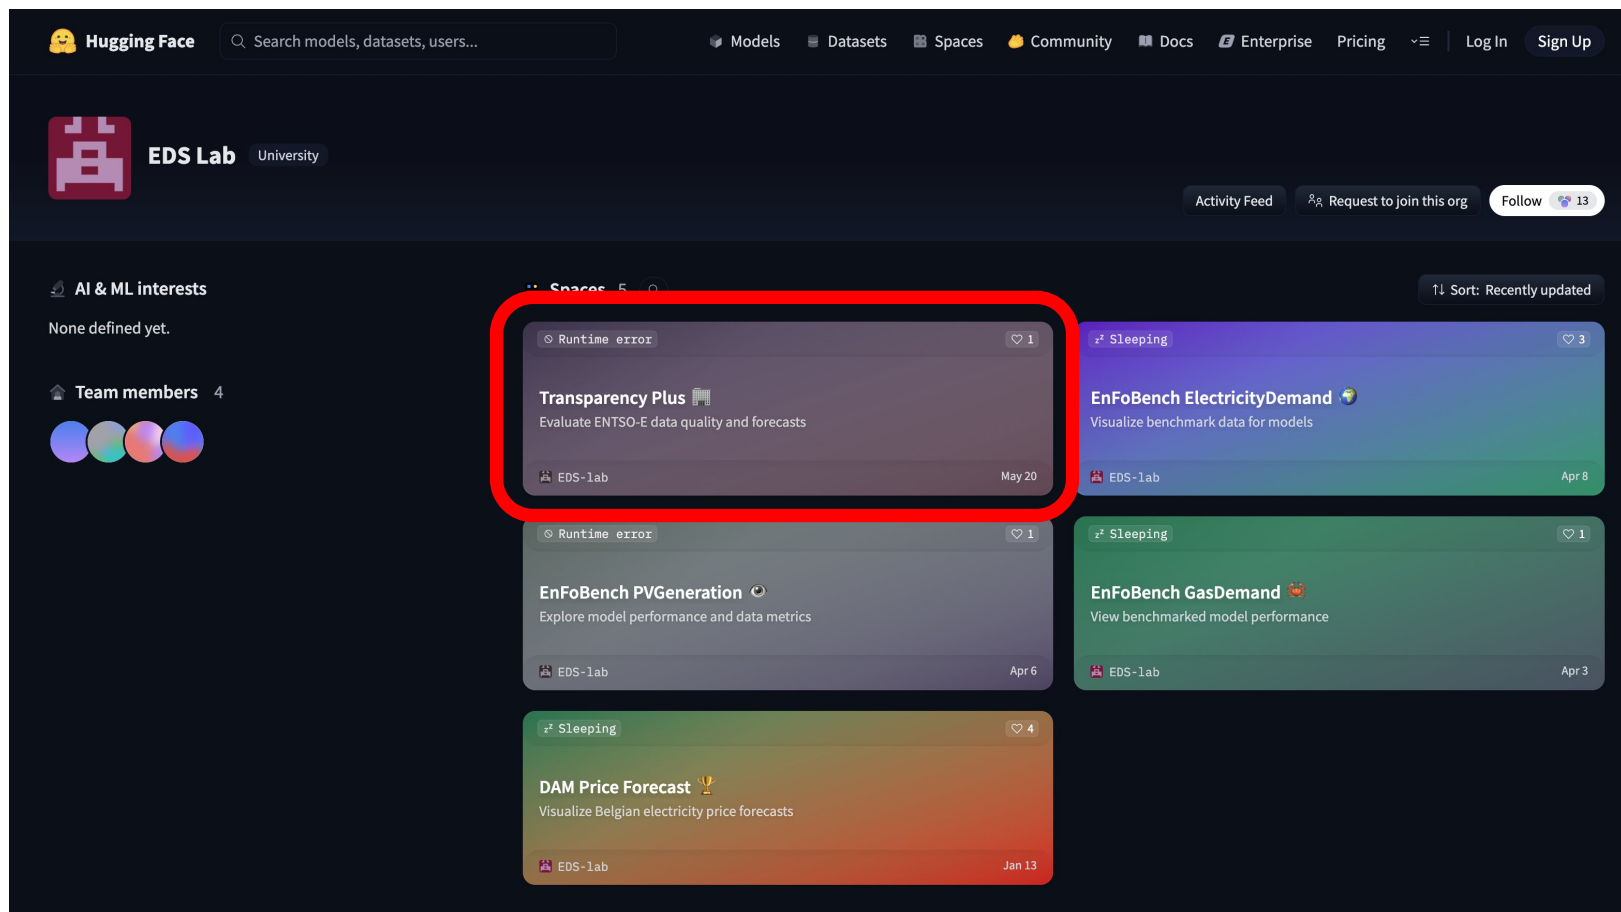 Hugging Face
Search models, datasets, users...
Models
Datasets
Spaces
Community
Docs
Enterprise
Pricing
Log In
Sign Up
EDS Lab
University
Activity Feed
Request to join this org
Follow 13
AI & ML interests
None defined yet.
Team members 4
Spaces 5
Sort: Recently updated
Runtime error
1
Transparency Plus
Evaluate ENTSO-E data quality and forecasts
EDS-lab
May 20
Sleeping
3
EnFoBench ElectricityDemand
Visualize benchmark data for models
EDS-lab
Apr 8
Runtime error
1
EnFoBench PVGeneration
Explore model performance and data metrics
EDS-lab
Apr 6
Sleeping
1
EnFoBench GasDemand
View benchmarked model performance
EDS-lab
Apr 3
Sleeping
4
DAM Price Forecast
Visualize Belgian electricity price forecasts
EDS-lab
Jan 13